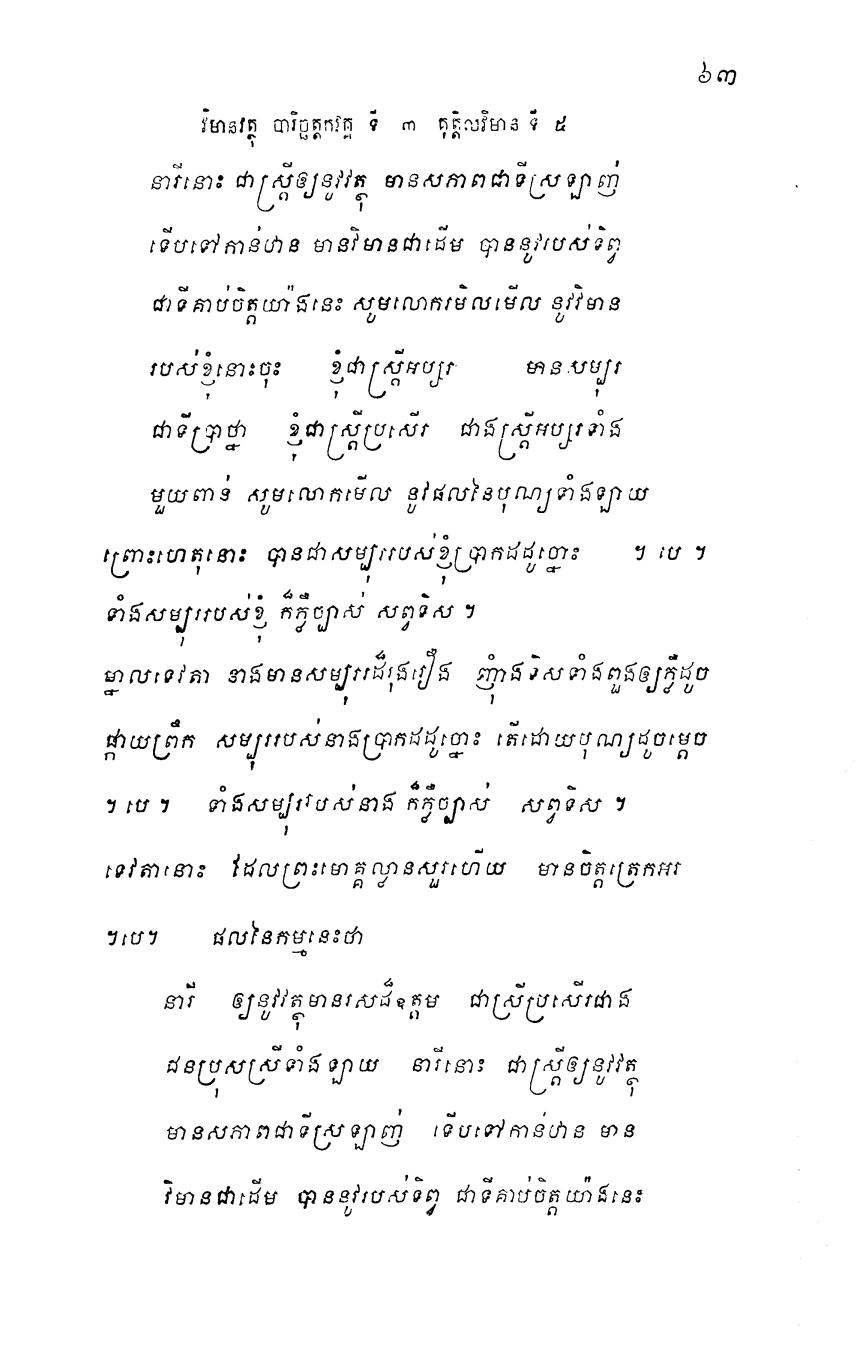 ៦៣
វិមានវត្ថុ បារិច្ឆត្តកវគ្គ ទី ៣ គុត្តិលវិមាន ទី ៥
នារីនោះ ជាស្ត្រីឲ្យនូវវត្ថុ មានសភាពជាទីស្រឡាញ់
ទើបទៅកាន់ឋាន មានវិមានជាដើម បាននូវរបស់ទិព្វ
ជាទីគាប់ចិត្តយ៉ាងនេះ សូមលោករមិលមើល នូវវិមាន
របស់ខ្ញុំនោះចុះ ខ្ញុំជាស្ត្រីអប្សរ មានសម្បុរ
ជាទីប្រាថ្នា ខ្ញុំជាស្ត្រីប្រសើរ ជាងស្ត្រីអប្សរទាំង
មួយពាន់ សូមលោកមើល នូវផលនៃបុណ្យទាំងឡាយ
ព្រោះហេតុនោះ បានជាសម្បុររបស់ខ្ញុំប្រាកដដូច្នោះ ។ បេ ។
ទាំងសម្បុររបស់ខ្ញុំ ក៏ភ្លឺច្បាស់ សព្វទិស ។
ម្នាលទេវតា នាងមានសម្បុរដ៏រុងរឿង ញ៉ាំងទិសទាំងពួងឲ្យភ្លឺដូច
ផ្កាយព្រឹក សម្បុររបស់នាងប្រាកដដូច្នោះ តើដោយបុណ្យដូចម្តេច
។ បេ ។ ទាំងសម្បុររបស់នាង ក៏ភ្លឺច្បាស់ សព្វទិស ។
ទេវតានោះ ដែលព្រះមោគ្គល្លានសួរហើយ មានចិត្តត្រេកអរ
។បេ។ ផលនៃកម្មនេះថា
នារី ឲ្យនូវវត្ថុមានរសដ៏ឧត្តម ជាស្រីប្រសើរជាង
ជនប្រុសស្រីទាំងឡាយ នារីនោះ ជាស្ត្រីឲ្យនូវវត្ថុ
មានសភាពជាទីស្រឡាញ់ ទើបទៅកាន់ឋាន មាន
វិមានជាដើម បាននូវរបស់ទិព្វ ជាទីគាប់ចិត្តយ៉ាងនេះ